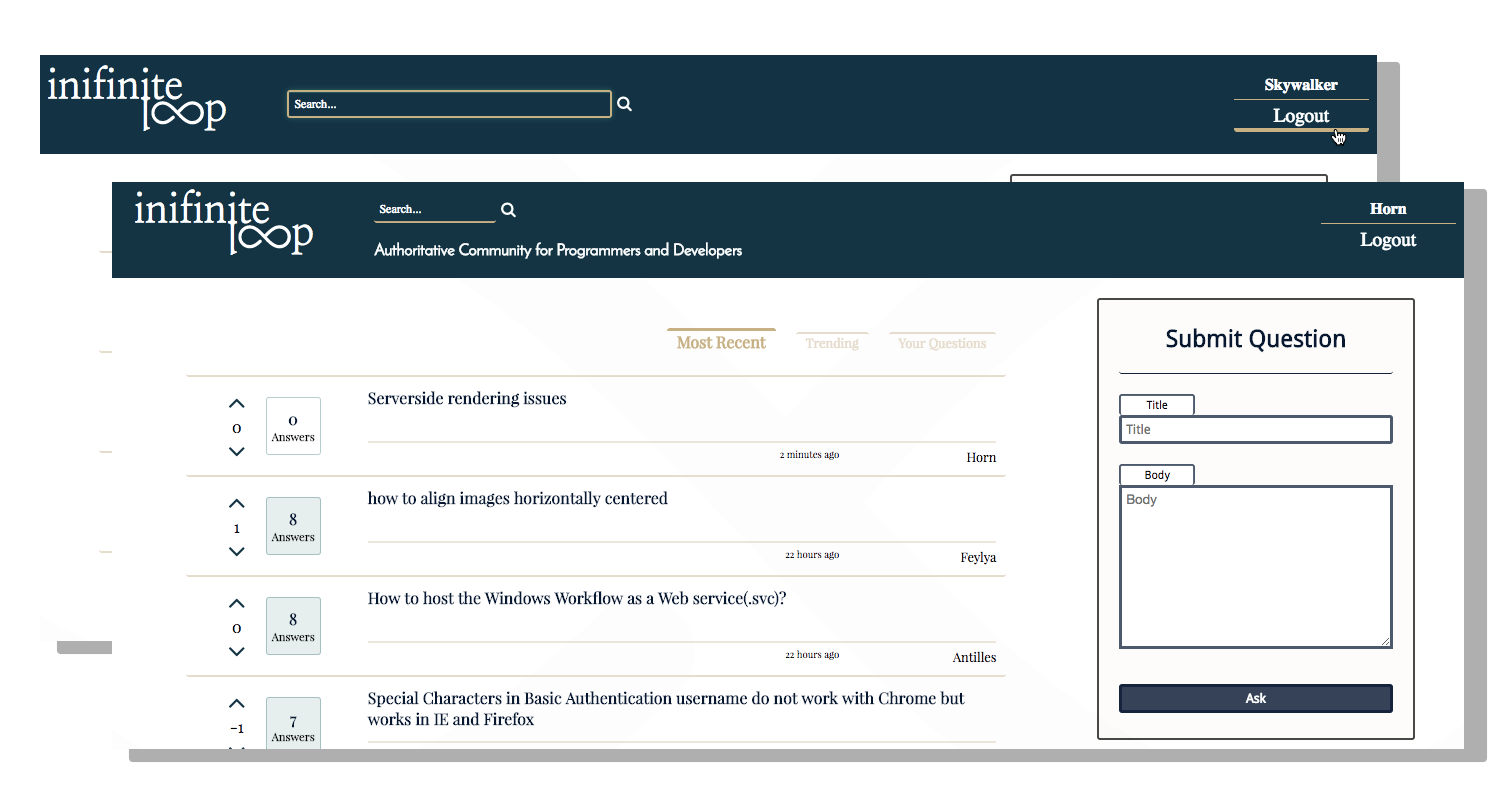 inifinite
loop
Search...
Skywalker
Logout
inifinite
loop
Search...
Horn
Authoritative Community for Programmers and Developers
Logout
Most Recent
Trending
Your Questions
Submit Question
Serverside rendering issues
0
0
Answers
2 minutes ago
Horn
how to align images horizontally centered
1
8
Answers
22 hours ago
Feylya
How to host the Windows Workflow as a Web service(.svc)?
0
8
Answers
22 hours ago
Antilles
Special Characters in Basic Authentication username do not work with Chrome but
works in IE and Firefox
-1
7
Answers
Title
Title
Body
Body
Ask